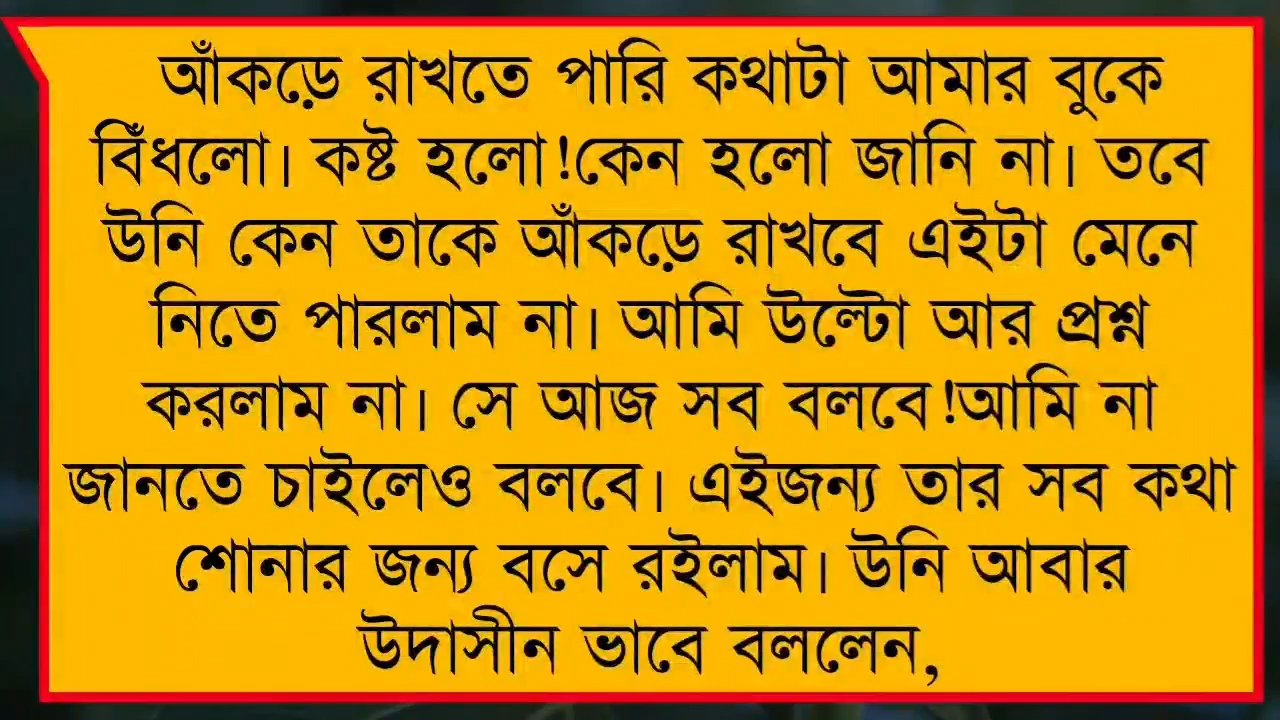 আঁকড়ে রাখতে পারি কথাটা আমার বুকে
বিঁধলো। কষ্ট হলো!কেন হলো জানি না। তবে
উনি কেন তাকে আঁকড়ে রাখবে এইটা মেনে
নিতে পারলাম না। আমি উল্টো আর প্রশ্ন
করলাম না। সে আজ সব বলবে!আমি না
জানতে চাইলেও বলবে। এইজন্য তার সব কথা
শোনার জন্য বসে রইলাম। উনি আবার
উদাসীন ভাবে বললেন,